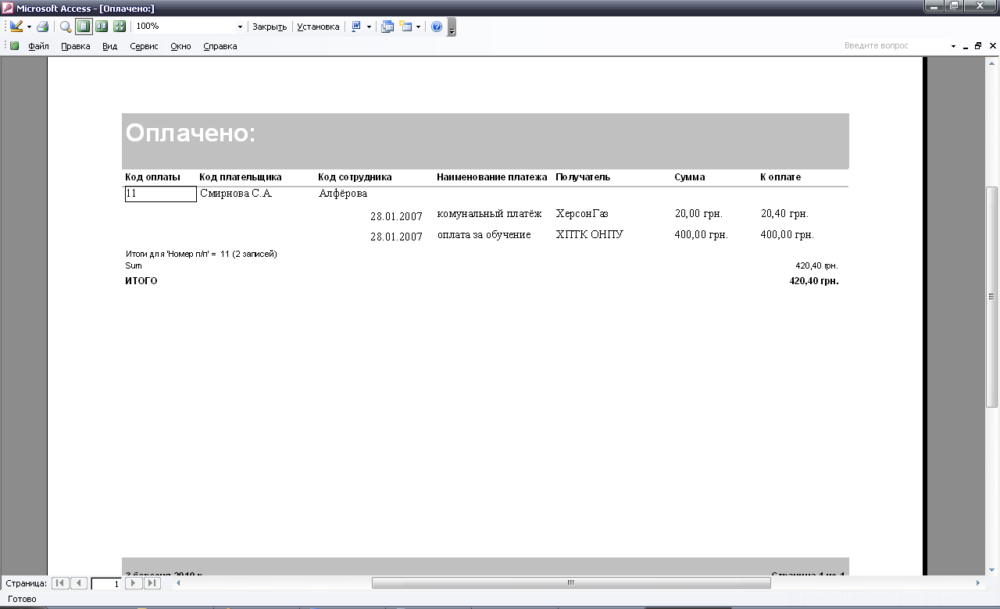 Microsoft Access - [Оплачено:]
100% Закрыть Установка
Файл Правка Вид Сервис Окно Справка Введите вопрос
Оплачено:
Код оплаты Код плательщика Код сотрудника Наименование платежа Получатель Сумма К оплате
11 Смирнова С.А. Алфёрова
28.01.2007 комунальный платёж ХерсонГаз 20,00 грн. 20,40 грн.
28.01.2007 оплата за обучение ХПТК ОНПУ 400,00 грн. 400,00 грн.
Итоги для 'Номер п/п' = 11 (2 записей)
Sum 420,40 грн.
ИТОГО 420,40 грн.
3 березня 2010 р. Страница 1 из 1
Страница: 1
Готово